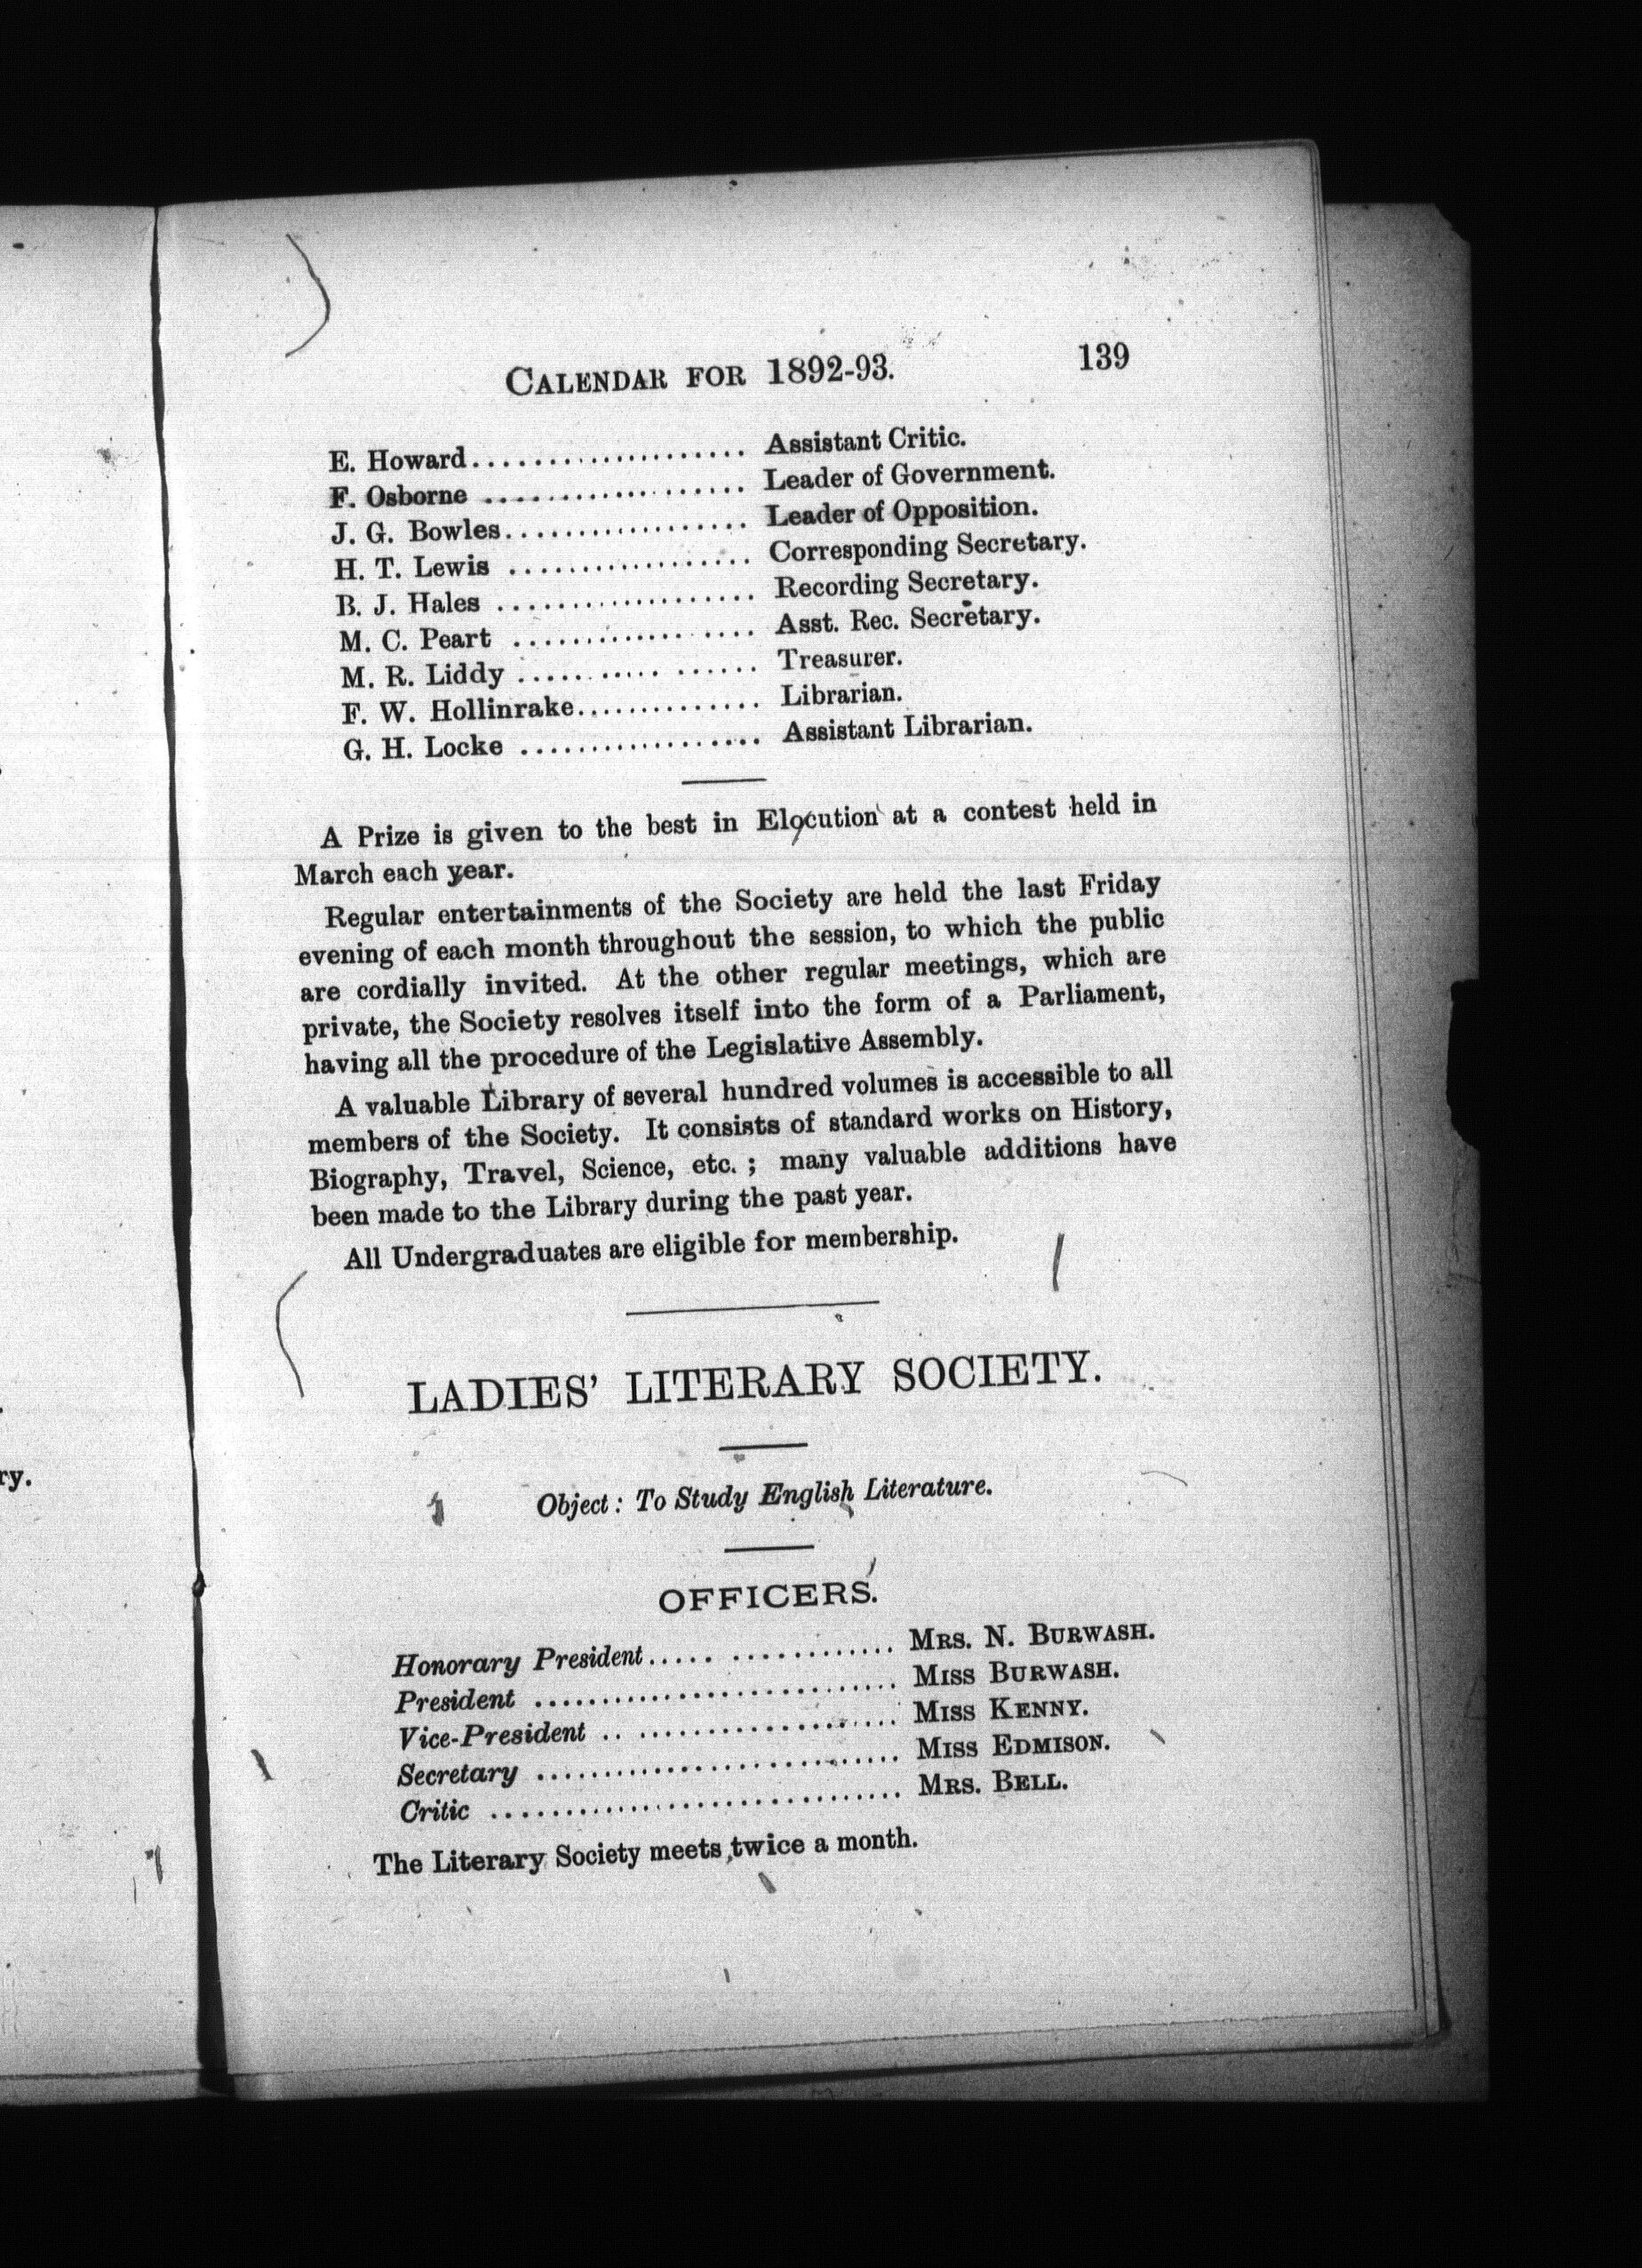 CALENDAR FOR 1892-93. 139
E. Howard.................... Assistant Critic.
F. Osborne .................. Leader of Government.
J. G. Bowles.................. Leader of Opposition.
H. T. Lewis .................. Corresponding Secretary.
B. J. Hales .................. Recording Secretary.
M. C. Peart .................. Asst. Rec. Secretary.
M. R. Liddy .................. Treasurer.
F. W. Hollinrake.............. Librarian.
G. H. Locke .................. Assistant Librarian.
A Prize is given to the best in Elocution at a contest held in
March each year.
Regular entertainments of the Society are held the last Friday
evening of each month throughout the session, to which the public
are cordially invited. At the other regular meetings, which are
private, the Society resolves itself into the form of a Parliament,
having all the procedure of the Legislative Assembly.
A valuable Library of several hundred volumes is accessible to all
members of the Society. It consists of standard works on History,
Biography, Travel, Science, etc. ; many valuable additions have
been made to the Library during the past year.
All Undergraduates are eligible for membership.
LADIES' LITERARY SOCIETY.
Object : To Study English Literature.
OFFICERS.
Honorary President.................. MRS. N. BURWASH.
President .......................... MISS BURWASH.
Vice-President ..................... MISS KENNY.
Secretary .......................... MISS EDMISON.
Critic ............................. MRS. BELL.
The Literary Society meets twice a month.
ry.